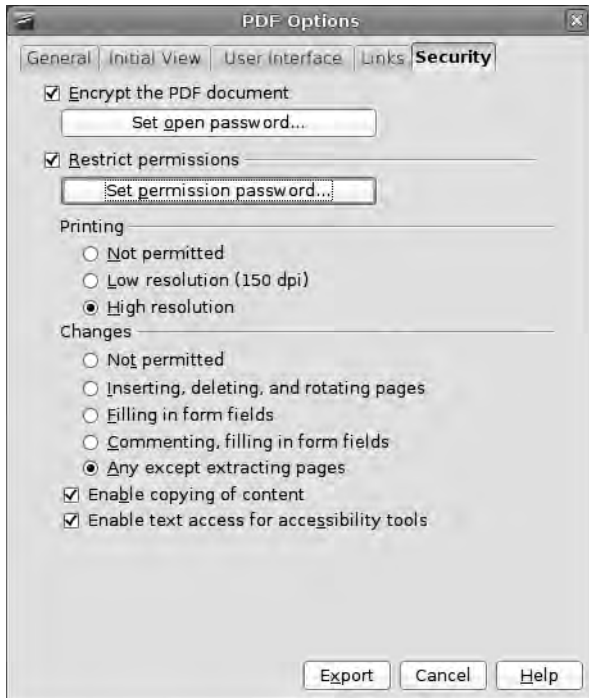 PDF Options
General Initial View User Interface Links Security
Encrypt the PDF document
Set open password...
Restrict permissions
Set permission password...
Printing
Not permitted
Low resolution (150 dpi)
High resolution
Changes
Not permitted
Inserting, deleting, and rotating pages
Filling in form fields
Commenting, filling in form fields
Any except extracting pages
Enable copying of content
Enable text access for accessibility tools
Export Cancel Help